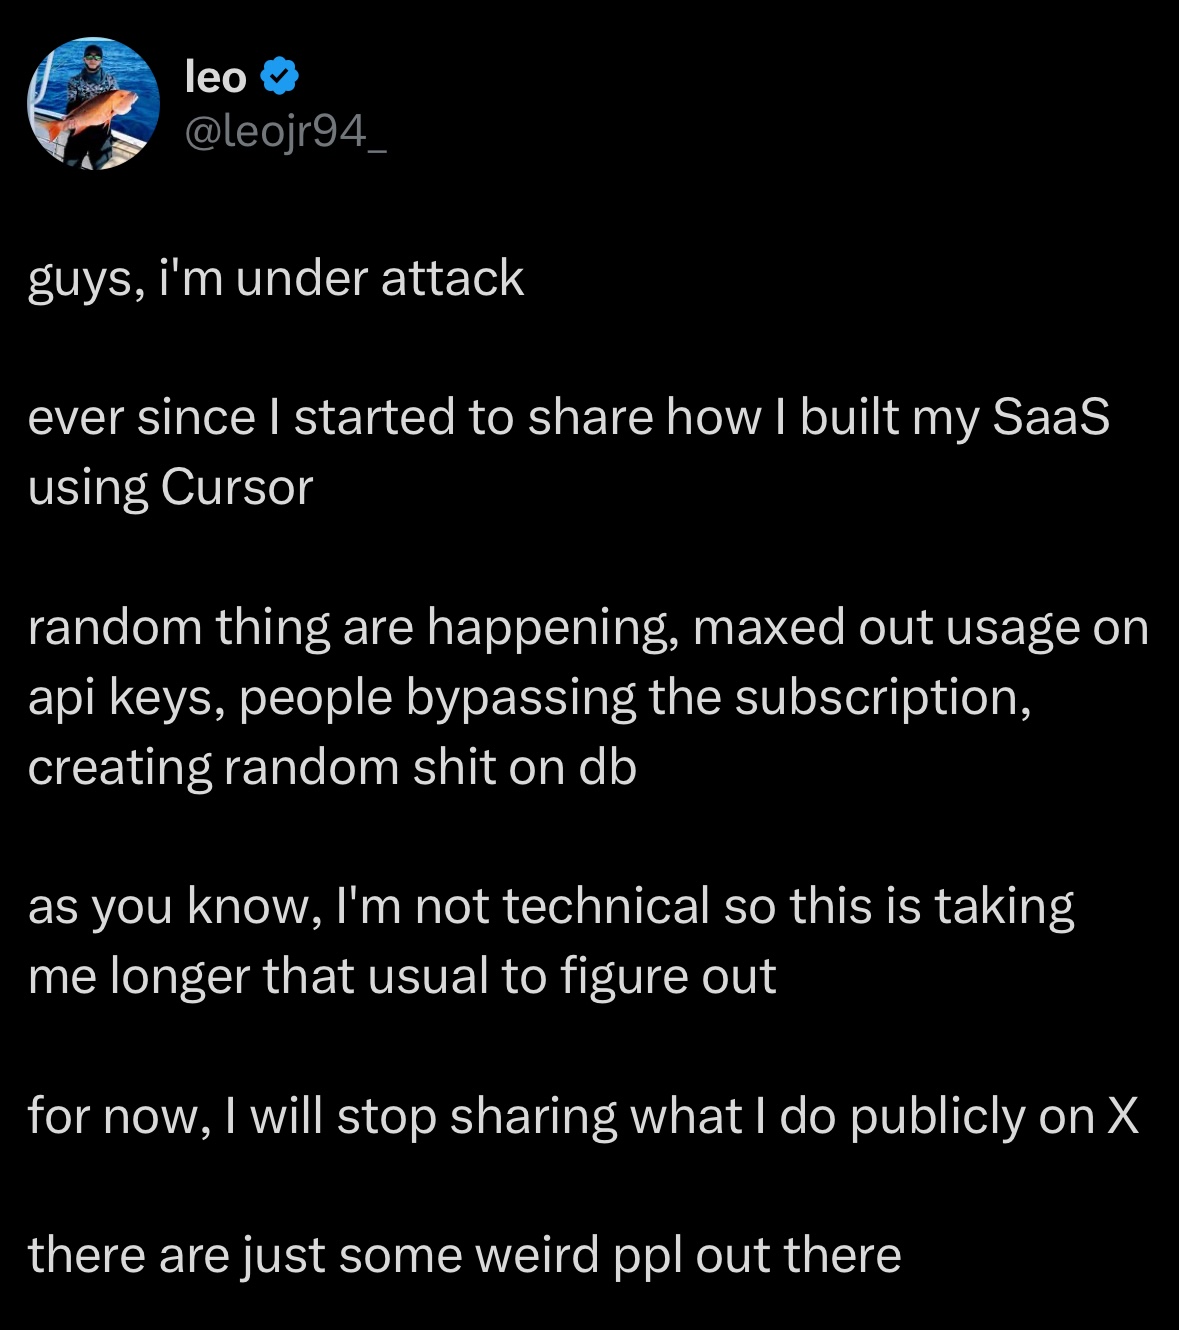 leo
@leojr94_
guys, i'm under attack
ever since I started to share how I built my SaaS
using Cursor
random thing are happening, maxed out usage on
api keys, people bypassing the subscription,
creating random shit on db
as you know, I'm not technical so this is taking
me longer that usual to figure out
for now, I will stop sharing what I do publicly on X
there are just some weird ppl out there